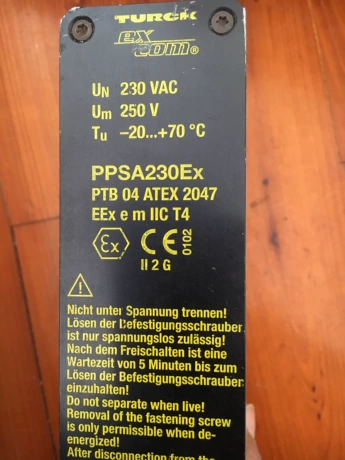 TURCK
excom®
UN 230 VAC
Um 250 V
Tu –20...+70 °C
PPSA230Ex
PTB 04 ATEX 2047
EEx e m IIC T4
Ex CE 0102
II 2 G
Nicht unter Spannung trennen!
Lösen der Befestigungsschrauben
ist nur spannungslos zulässig!
Nach dem Freischalten ist eine
Wartezeit von 5 Minuten bis zum
Lösen der Befestigungsschrauben
einzuhalten!
Do not separate when live!
Removal of the fastening screw
is only permissible when de-
energized!
After disconnection from the